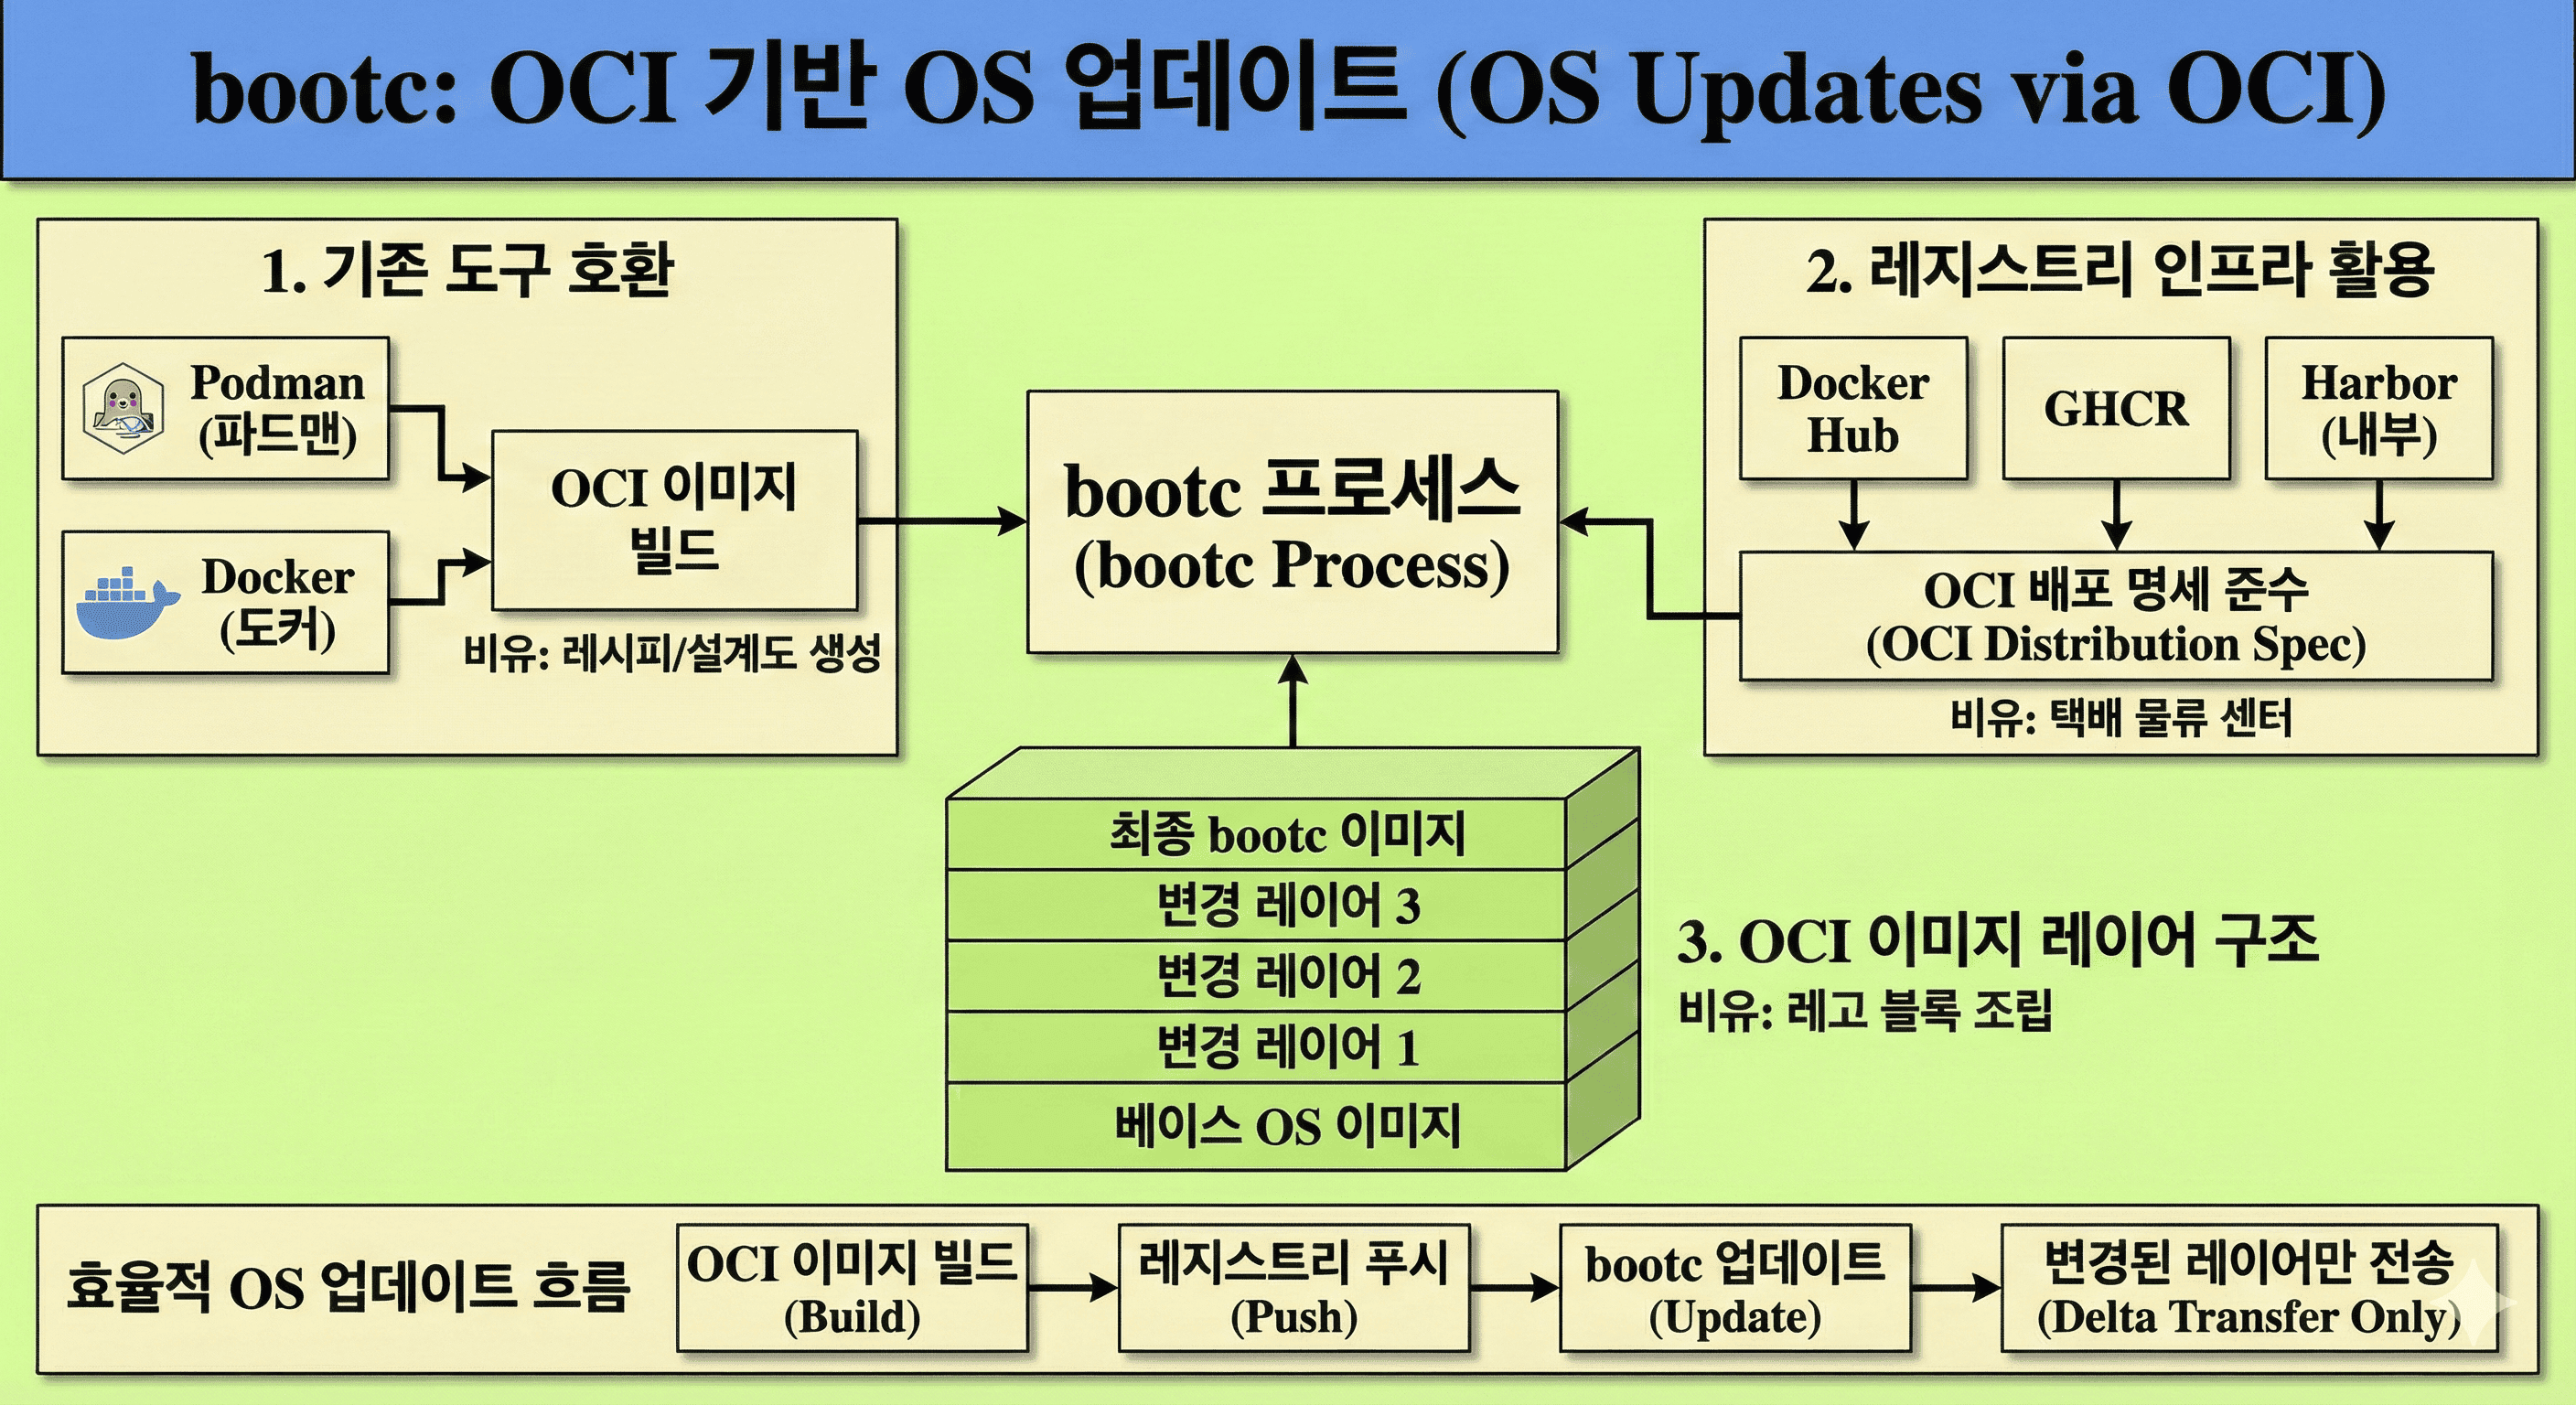 bootc: OCI 기반 OS 업데이트 (OS Updates via OCI)
1. 기존 도구 호환
Podman
(파드맨)
Docker
(도커)
OCI 이미지
빌드
비유: 레시피/설계도 생성
bootc 프로세스
(bootc Process)
2. 레지스트리 인프라 활용
Docker
Hub
GHCR
Harbor
(내부)
OCI 배포 명세 준수
(OCI Distribution Spec)
비유: 택배 물류 센터
최종 bootc 이미지
변경 레이어 3
변경 레이어 2
변경 레이어 1
베이스 OS 이미지
3. OCI 이미지 레이어 구조
비유: 레고 블록 조립
효율적 OS 업데이트 흐름
OCI 이미지 빌드
(Build)
레지스트리 푸시
(Push)
bootc 업데이트
(Update)
변경된 레이어만 전송
(Delta Transfer Only)